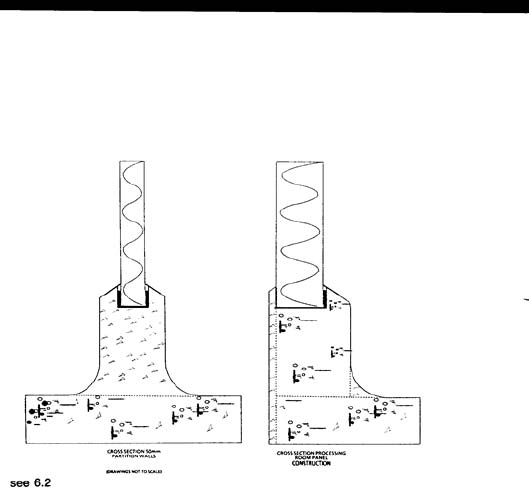 CROSS SECTION 50mm
PARTITION WALLS
(DRAWINGS NOT TO SCALE)
CROSS SECTION PROCESSING
ROOM PANEL
CONSTRUCTION
see 6.2